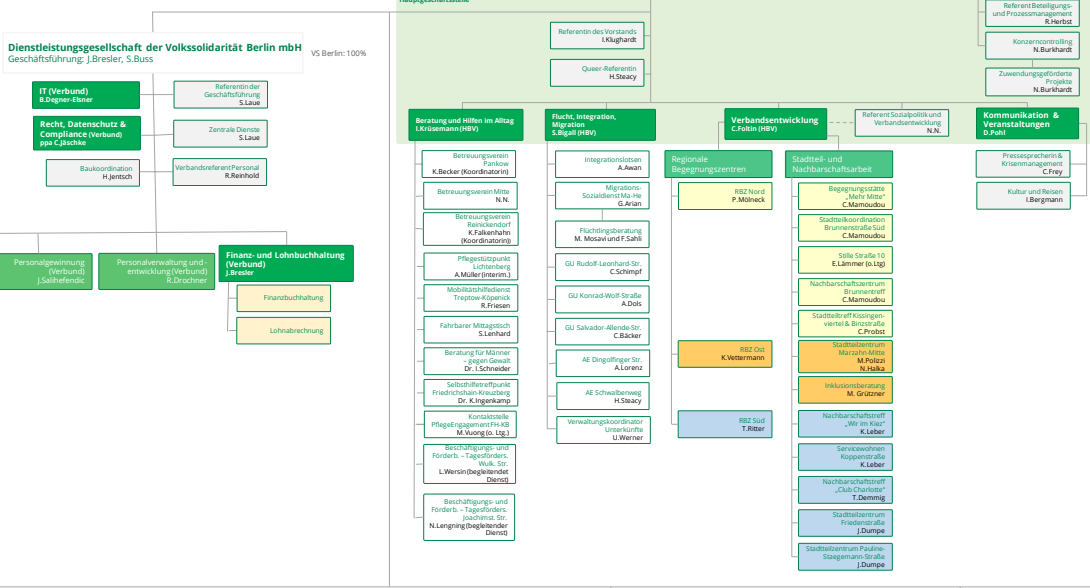 Hauptgeschäftsstelle
Dienstleistungsgesellschaft der Volkssolidarität Berlin mbH
Geschäftsführung: J.Bresler, S.Buss
VS Berlin: 100%
IT (Verbund)
B.Degner-Elsner
Recht, Datenschutz &
Compliance (Verbund)
ppa C.Jäschke
Baukoordination
H.Jentsch
Referentin der
Geschäftsführung
S.Laue
Zentrale Dienste
S.Laue
Verbandsreferent Personal
R.Reinhold
Personalgewinnung
(Verbund)
J.Salihefendic
Personalverwaltung und -
entwicklung (Verbund)
R.Drochner
Finanz- und Lohnbuchhaltung
(Verbund)
J.Bresler
Finanzbuchhaltung
Lohnabrechnung
Referentin des Vorstands
I.Klughardt
Queer-Referentin
H.Steacy
Referent Beteiligungs-
und Prozessmanagement
R.Herbst
Konzerncontrolling
N.Burkhardt
Zuwendungsgeförderte
Projekte
N.Burkhardt
Beratung und Hilfen im Alltag
I.Krüsemann (HBV)
Betreuungsverein
Pankow
K.Becker (Koordinatorin)
Betreuungsverein Mitte
N.N.
Betreuungsverein
Reinickendorf
K.Falkenhahn
(Koordinatorin))
Pflegestützpunkt
Lichtenberg
A.Müller (interim.)
Mobilitätshilfedienst
Treptow-Köpenick
R.Friesen
Fahrbarer Mittagstisch
S.Lenhard
Beratung für Männer
– gegen Gewalt
Dr. I.Schneider
Selbsthilfetreffpunkt
Friedrichshain-Kreuzberg
Dr. K.Ingenkamp
Kontaktstelle
PflegeEngagement FH-KB
M.Vuong (o. Ltg.)
Beschäftigungs- und
Förderb. – Tagesförders.
Wulk. Str.
L.Wersin (begleitendet
Dienst)
Beschäftigungs- und
Förderb. – Tagesförders.
Joachimst. Str.
N.Lengning (begleitender
Dienst)
Flucht, Integration,
Migration
S.Bigall (HBV)
Integrationslotsen
A.Awan
Migrations-
Sozialdienst Ma-He
G.Arian
Flüchtlingsberatung
M. Mosavi und F.Sahli
GU Rudolf-Leonhard-Str.
C.Schimpf
GU Konrad-Wolf-Straße
A.Dols
GU Salvador-Allende-Str.
C.Bäcker
AE Dingolfinger Str.
A.Lorenz
AE Schwalbenweg
H.Steacy
Verwaltungskoordinator
Unterkünfte
U.Werner
Verbandsentwicklung
C.Foltin (HBV)
Referent Sozialpolitik und
Verbandsentwicklung
N.N.
Regionale
Begegnungszentren
RBZ Nord
P.Mölneck
RBZ Ost
K.Vettermann
RBZ Süd
T.Ritter
Stadtteil- und
Nachbarschaftsarbeit
Begegnungsstätte
„Mehr Mitte“
C.Mamoudou
Stadtteilkoordination
Brunnenstraße Süd
C.Mamoudou
Stille Straße 10
E.Lämmer (o.Ltg)
Nachbarschaftszentrum
Brunnentreff
C.Mamoudou
Stadtteiltreff Kissingen-
viertel & Binzstraße
C.Probst
Stadtteilzentrum
Marzahn-Mitte
M.Polizzi
N.Halka
Inklusionsberatung
M. Grützner
Nachbarschaftstreff
„Wir im Kiez“
K.Leber
Servicewohnen
Koppenstraße
K.Leber
Nachbarschaftstreff
„Club Charlotte“
T.Demmig
Stadtteilzentrum
Friedenstraße
J.Dumpe
Stadtteilzentrum Pauline-
Staegemann-Straße
J.Dumpe
Kommunikation &
Veranstaltungen
D.Pohl
Pressesprecherin &
Krisenmanagement
C.Frey
Kultur und Reisen
I.Bergmann